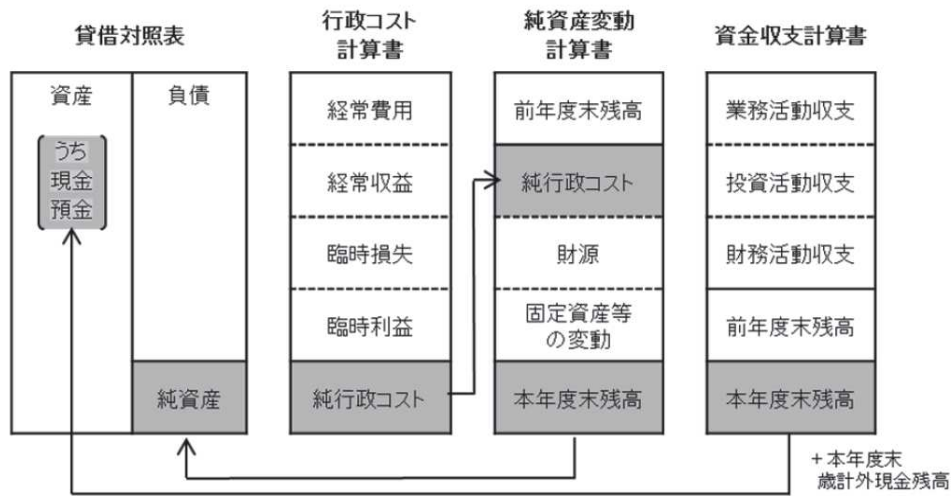 貸借対照表
資産
うち
現金
預金
負債
純資産
行政コスト
計算書
経常費用
経常収益
臨時損失
臨時利益
純行政コスト
純資産変動
計算書
前年度末残高
純行政コスト
財源
固定資産等
の変動
本年度末残高
資金収支計算書
業務活動収支
投資活動収支
財務活動収支
前年度末残高
本年度末残高
+本年度末
歳計外現金残高